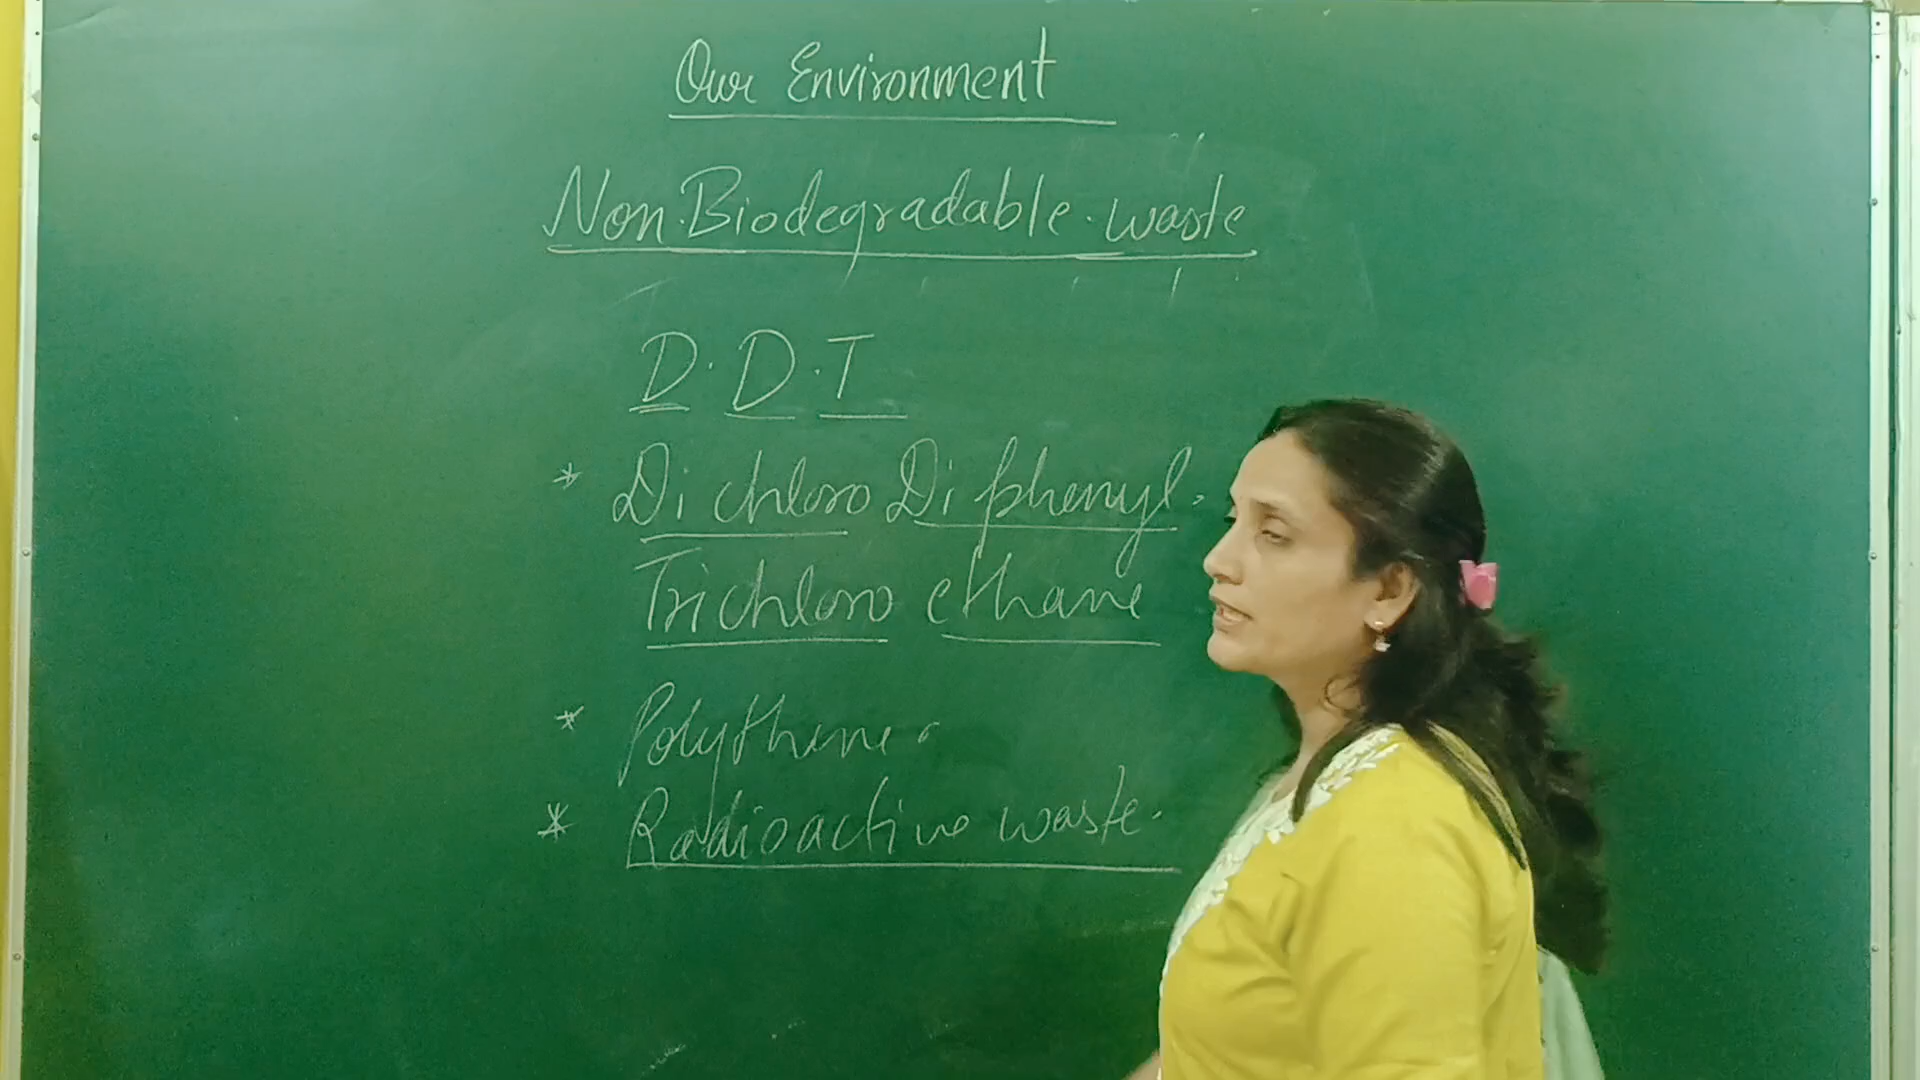 Our Environment
Non-Biodegradable waste
D.D.T
* Di chloro Di phenyl.
Trichloro ethane
* Polythene
* Radioactive waste.